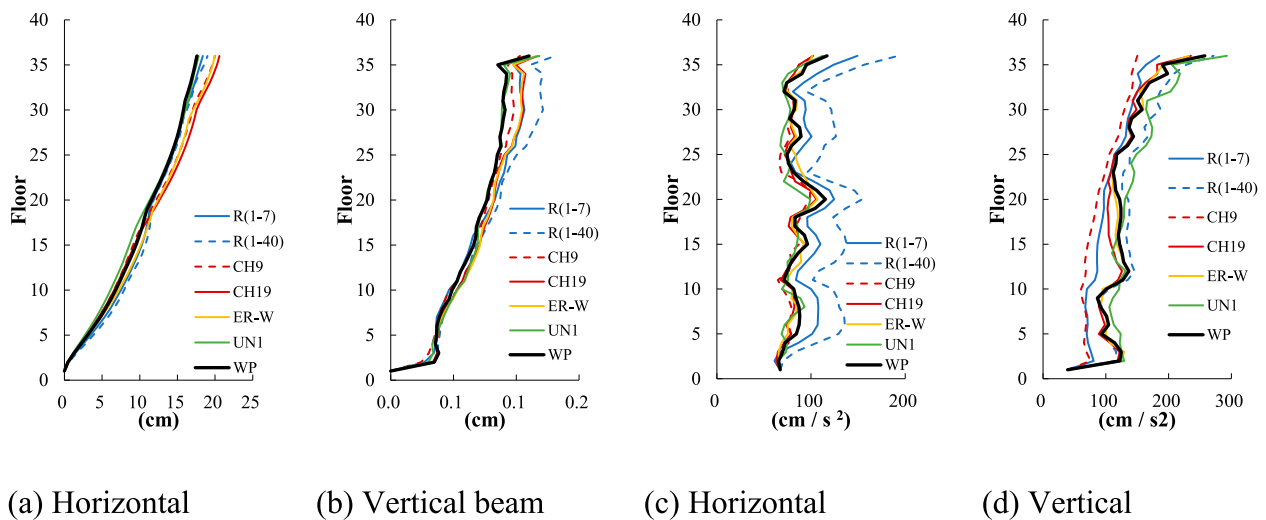 40
35
30
25
20
15
10
5
0
Floor
0 5 10 15 20 25
(cm)
R(1-7)
R(1-40)
CH9
CH19
ER-W
UN1
WP
40
35
30
25
20
15
10
5
0
Floor
0.0 0.1 0.1 0.2
(cm)
R(1-7)
R(1-40)
CH9
CH19
ER-W
UN1
WP
40
35
30
25
20
15
10
5
0
Floor
0 100 200
(cm / s ²)
R(1-7)
R(1-40)
CH9
CH19
ER-W
UN1
WP
40
35
30
25
20
15
10
5
0
Floor
0 100 200 300
(cm / s2)
R(1-7)
R(1-40)
CH9
CH19
ER-W
UN1
WP
(a) Horizontal
(b) Vertical beam
(c) Horizontal
(d) Vertical